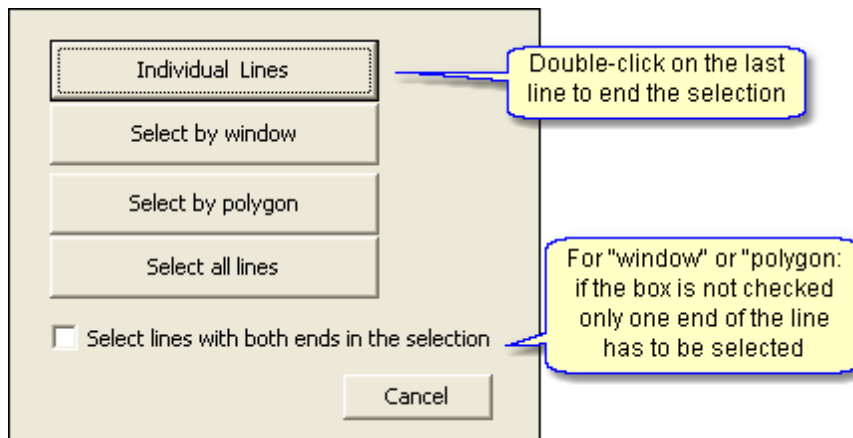 Individual Lines
Double-click on the last
line to end the selection
Select by window
Select by polygon
Select all lines
For "window" or "polygon:
if the box is not checked
only one end of the line
has to be selected
Select lines with both ends in the selection
Cancel